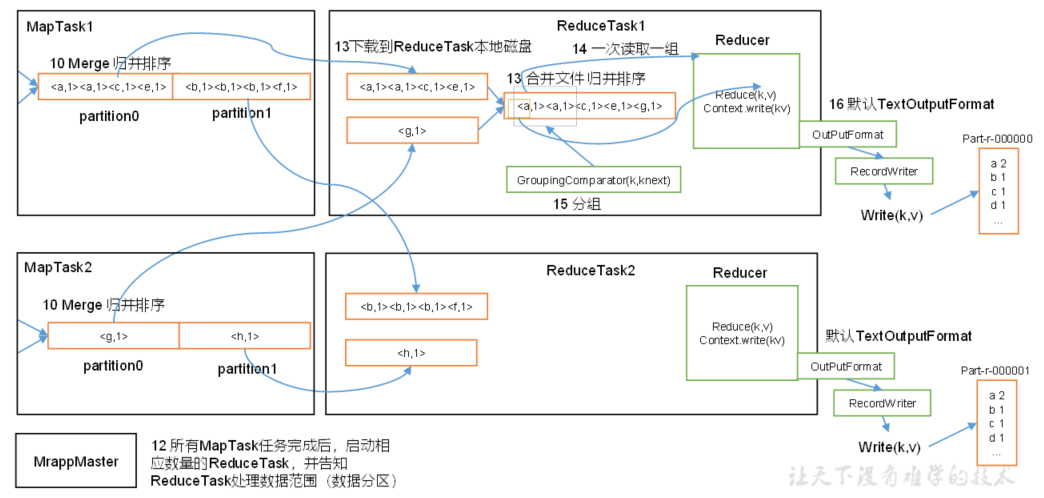 MapTask1
10 Merge 归并排序
<a,1><a,1><c,1><e,1>
<b,1><b,1><b,1><f,1>
partition0
partition1
ReduceTask1
13下载到ReduceTask本地磁盘
14 一次读取一组
Reducer
<a,1><a,1><c,1><e,1>
13 合并文件 归并排序
<a,1><a,1><c,1><e,1><g,1>
<g,1>
Reduce(k,v)
Context.write(kv)
GroupingComparator(k,knext)
15 分组
16 默认TextOutputFormat
OutPutFormat
RecordWriter
Write(k,v)
Part-r-000000
a 2
b 1
c 1
d 1
...
MapTask2
10 Merge 归并排序
<g,1>
<h,1>
partition0
partition1
ReduceTask2
Reducer
<b,1><b,1><b,1><f,1>
<h,1>
Reduce(k,v)
Context.write(kv)
默认TextOutputFormat
OutPutFormat
RecordWriter
Write(k,v)
Part-r-000001
a 2
b 1
c 1
d 1
...
MrappMaster
12 所有MapTask任务完成后，启动相
应数量的ReduceTask，并告知
ReduceTask处理数据范围（数据分区）
让天下没有难学的技术